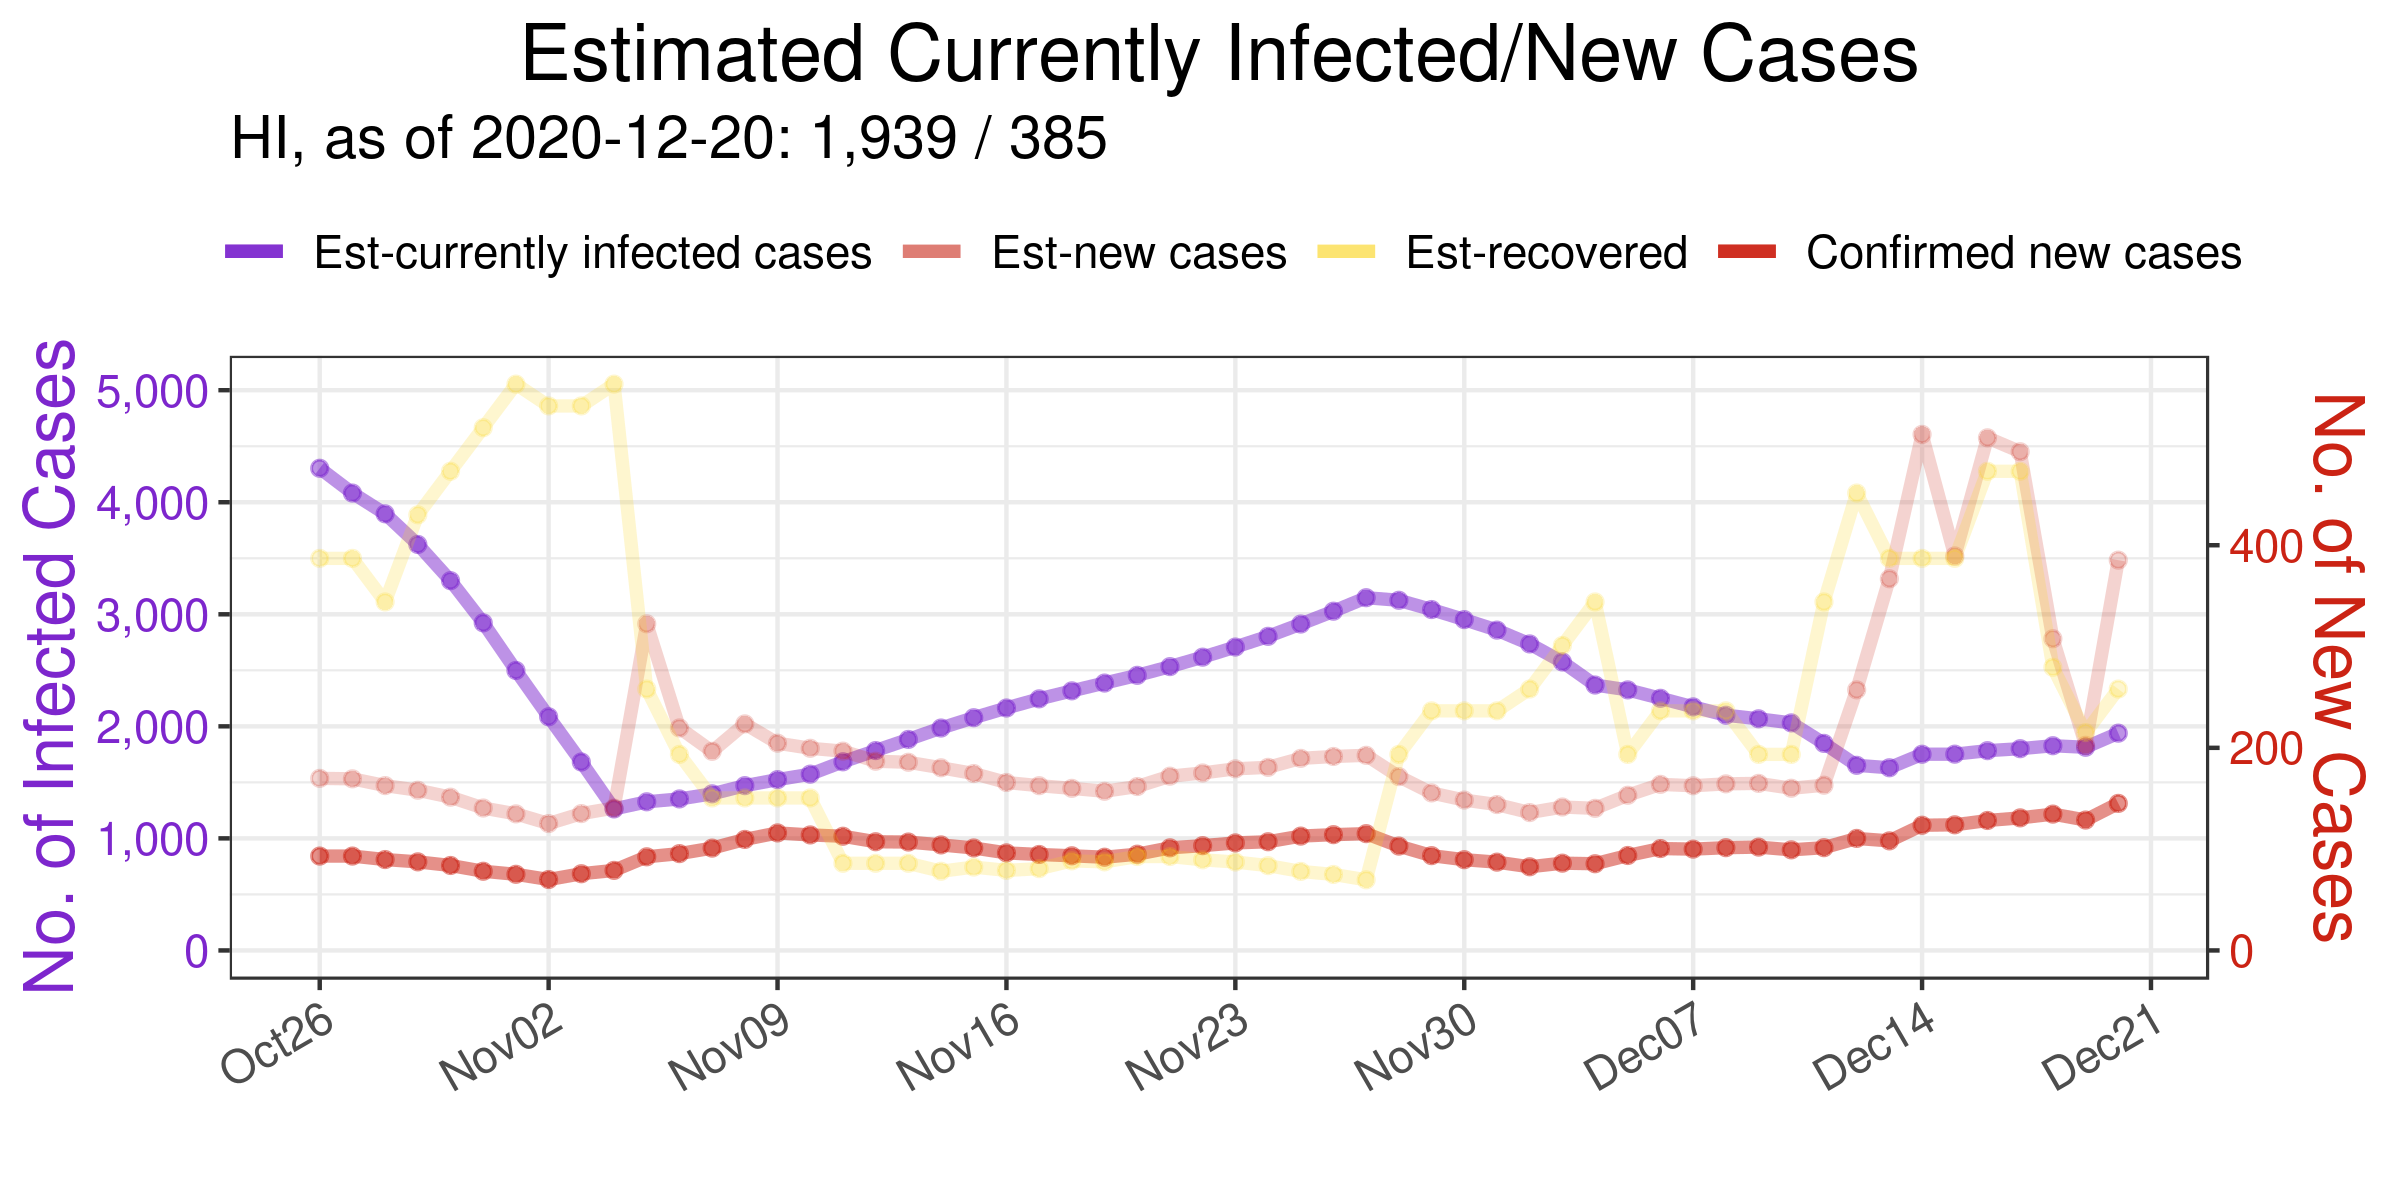 Estimated Currently Infected/New Cases
HI, as of 2020-12-20: 1,939 / 385
Est-currently infected cases Est-new cases Est-recovered Confirmed new cases
No. of Infected Cases
5,000
4,000
3,000
2,000
1,000
0
400
200
0
No. of New Cases
Oct26 Nov02 Nov09 Nov16 Nov23 Nov30 Dec07 Dec14 Dec21